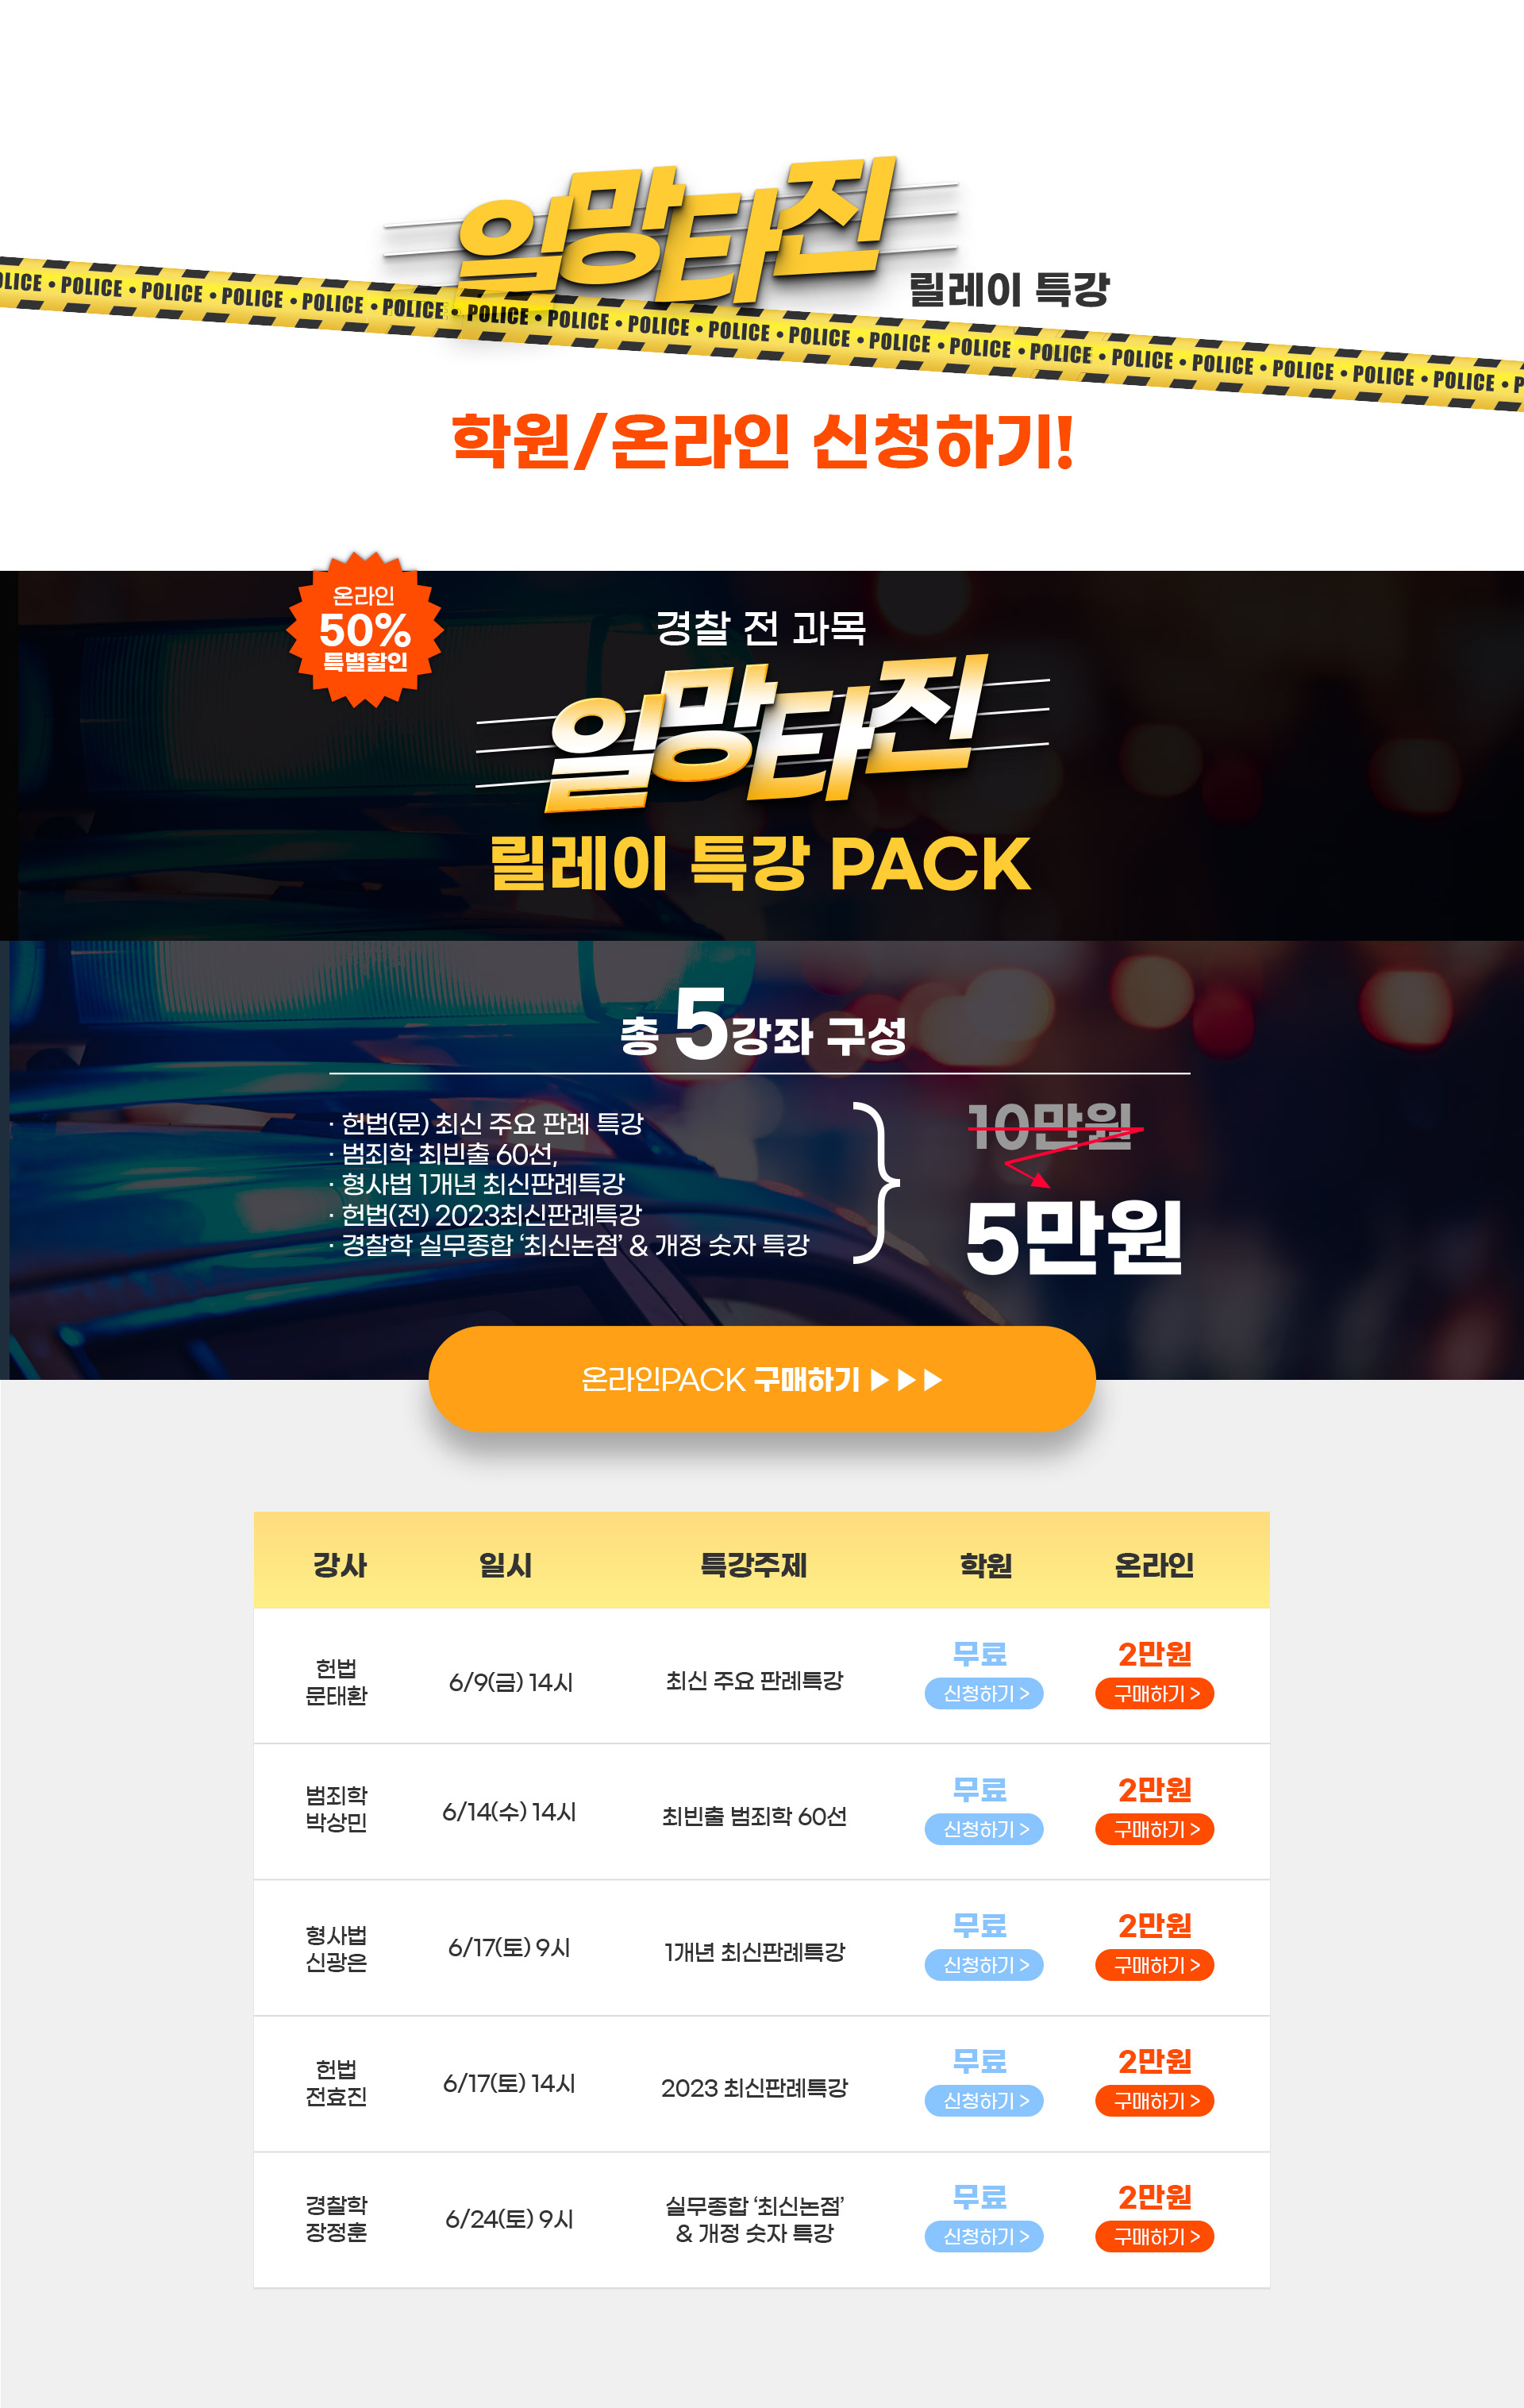 일망타진
릴레이 특강
OLICE • POLICE • POLICE • POLICE • POLICE • POLICE • POLICE • POLICE • POLICE • POLICE • POLICE • POLICE • POLICE • POLICE • POLICE • POLICE • POLICE • POLICE • POLICE • P
학원/온라인 신청하기!
온라인
50%
특별할인
경찰 전 과목
일망타진
릴레이 특강 PACK
총 5강좌 구성
· 헌법(문) 최신 주요 판례 특강
· 범죄학 최빈출 60선,
· 형사법 1개년 최신판례특강
· 헌법(전) 2023최신판례특강
· 경찰학 실무종합 ‘최신논점’ & 개정 숫자 특강
10만원
5만원
온라인PACK 구매하기 ▶▶▶
강사 일시 특강주제 학원 온라인
헌법
문태환
6/9(금) 14시
최신 주요 판례특강
무료
신청하기 >
2만원
구매하기 >
범죄학
박상민
6/14(수) 14시
최빈출 범죄학 60선
무료
신청하기 >
2만원
구매하기 >
형사법
신광은
6/17(토) 9시
1개년 최신판례특강
무료
신청하기 >
2만원
구매하기 >
헌법
전효진
6/17(토) 14시
2023 최신판례특강
무료
신청하기 >
2만원
구매하기 >
경찰학
장정훈
6/24(토) 9시
실무종합 ‘최신논점’
& 개정 숫자 특강
무료
신청하기 >
2만원
구매하기 >